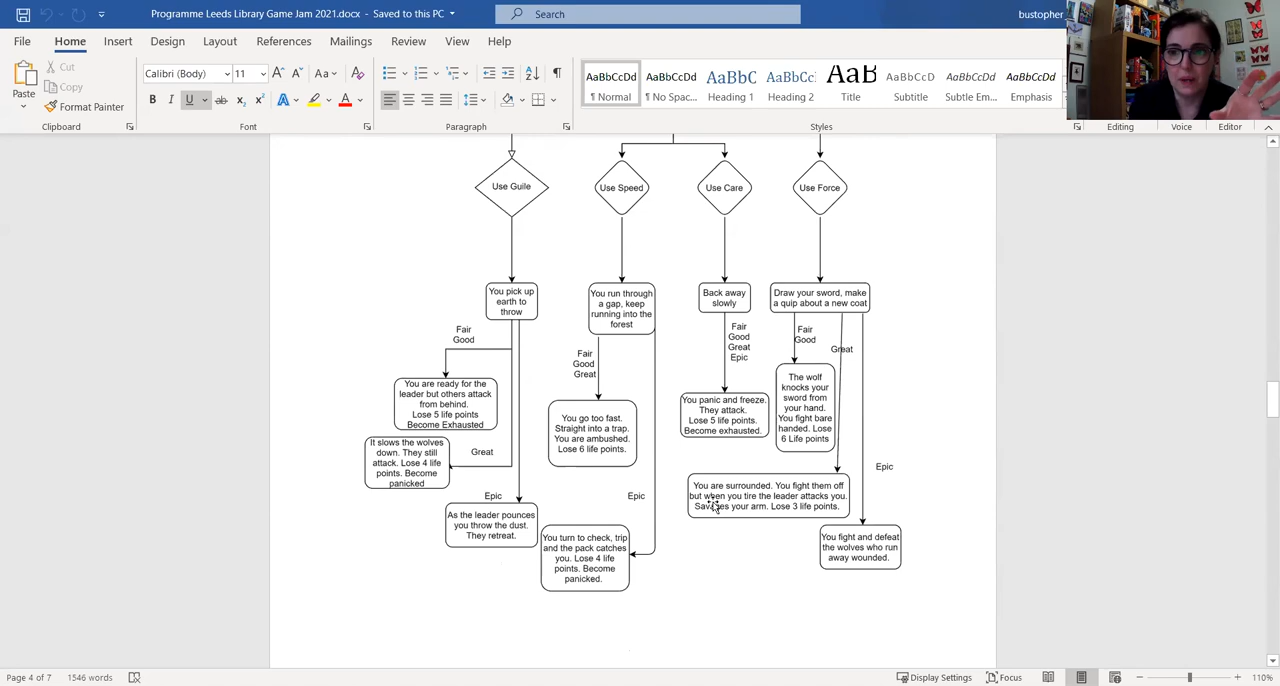 Programme Leeds Library Game Jam 2021.docx - Saved to this PC
Search
bustopher
File Home Insert Draw Design Layout References Mailings Review View Help
Paste
Cut
Copy
Format Painter
Clipboard
Calibri (Body) 11
Font
Paragraph
AaBbCcDd
¶ Normal
AaBbCcDd
¶ No Spac...
AaBbC
Heading 1
AaBbCc
Heading 2
AaB
Title
AaBbCcD
Subtitle
AaBbCcDd
Subtle Em...
AaBbCcDd
Emphasis
Styles
Editing
Voice
Editor
Use Guile
Use Speed
Use Care
Use Force
You pick up
earth to
throw
You run through
a gap, keep
running into the
forest
Back away
slowly
Draw your sword, make
a quip about a new coat
Fair
Good
Fair
Good
Great
Fair
Good
Great
Epic
Fair
Good
Great
You are ready for the
leader but others attack
from behind.
Lose 5 life points
Become Exhausted
You go too fast.
Straight into a trap.
You are ambushed.
Lose 6 life points.
You panic and freeze.
They attack.
Lose 5 life points.
Become exhausted.
The wolf
knocks your
sword from
your hand.
You fight bare
handed. Lose
6 Life points
It slows the wolves
down. They still
attack. Lose 4 life
points. Become
panicked
Great
Epic
Epic
Epic
You are surrounded. You fight them off
but when you tire the leader attacks you.
Savages your arm. Lose 3 life points.
As the leader pounces
you throw the dust.
They retreat.
You turn to check, trip
and the pack catches
you. Lose 4 life
points. Become
panicked.
You fight and defeat
the wolves who run
away wounded.
Page 4 of 7
1546 words
Display Settings
Focus
110%